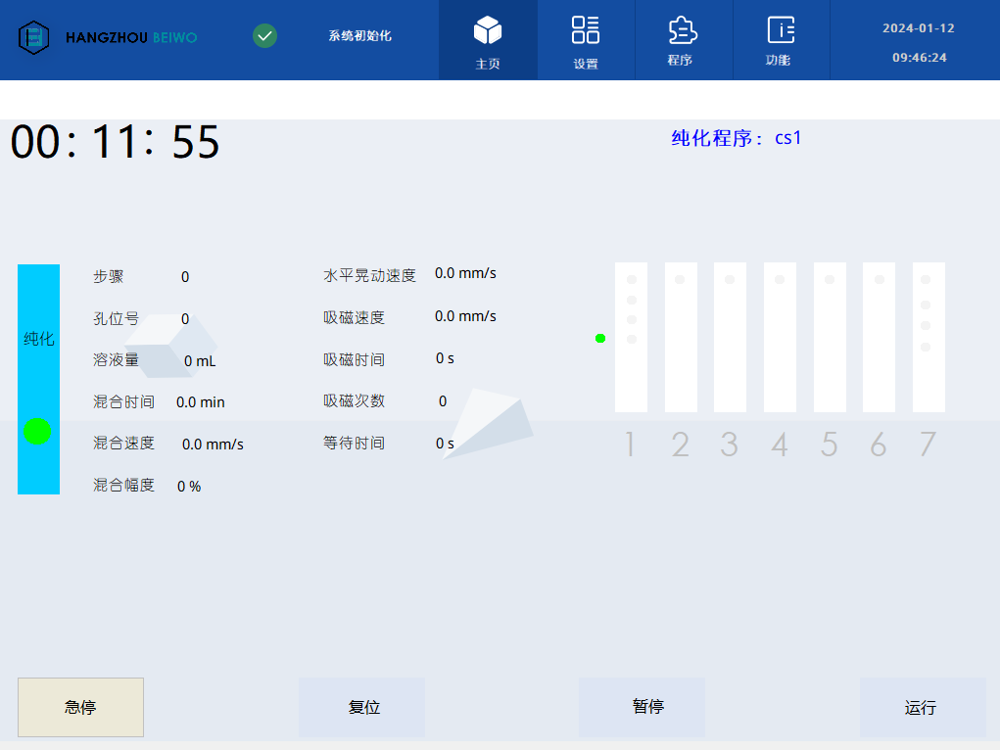 HANGZHOU BEIWO
系统初始化
主页
设置
程序
功能
2024-01-12
09:46:24
00: 11: 55
纯化程序: cs1
纯化
步骤 0
孔位号 0
溶液量 0 mL
混合时间 0.0 min
混合速度 0.0 mm/s
混合幅度 0 %
水平晃动速度 0.0 mm/s
吸磁速度 0.0 mm/s
吸磁时间 0 s
吸磁次数 0
等待时间 0 s
1 2 3 4 5 6 7
急停
复位
暂停
运行